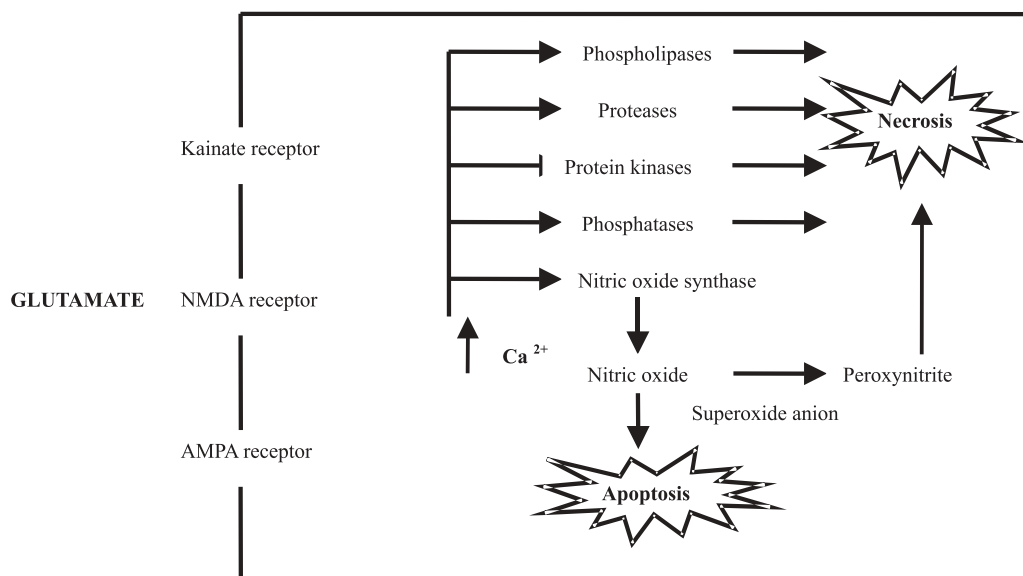 Phospholipases
Proteases
Necrosis
Kainate receptor
Protein kinases
Phosphatases
Nitric oxide synthase
GLUTAMATE
NMDA receptor
Ca 2+
Nitric oxide
Peroxynitrite
Superoxide anion
AMPA receptor
Apoptosis